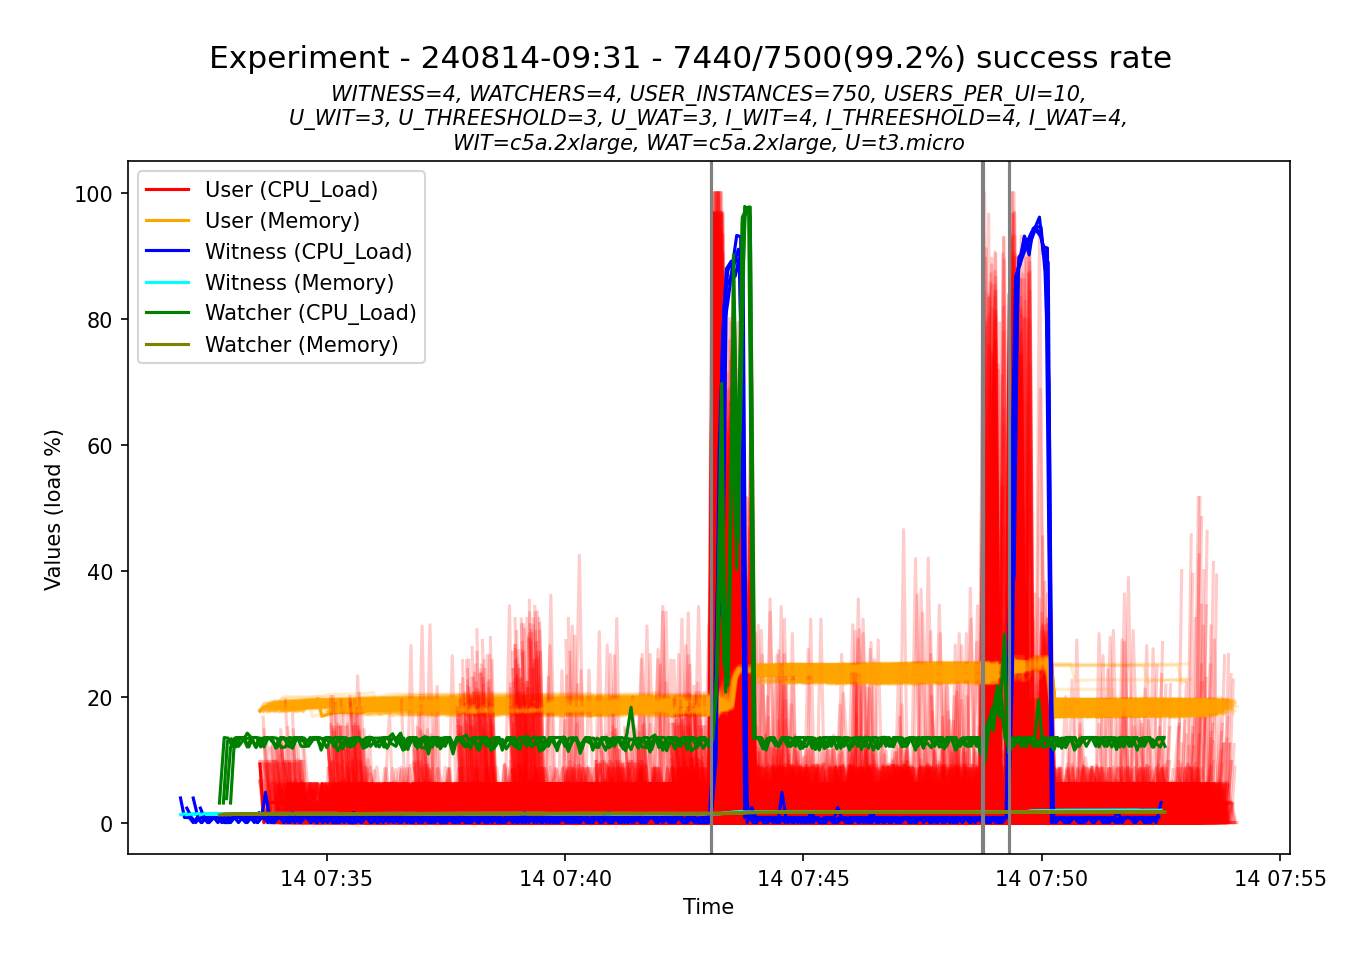 Experiment - 240814-09:31 - 7440/7500(99.2%) success rate
WITNESS=4, WATCHERS=4, USER_INSTANCES=750, USERS_PER_UI=10,
U_WIT=3, U_THREESHOLD=3, U_WAT=3, I_WIT=4, I_THREESHOLD=4, I_WAT=4,
WIT=c5a.2xlarge, WAT=c5a.2xlarge, U=t3.micro
User (CPU_Load)
User (Memory)
Witness (CPU_Load)
Witness (Memory)
Watcher (CPU_Load)
Watcher (Memory)
100
80
60
40
20
0
Values (load %)
14 07:35
14 07:40
14 07:45
14 07:50
14 07:55
Time